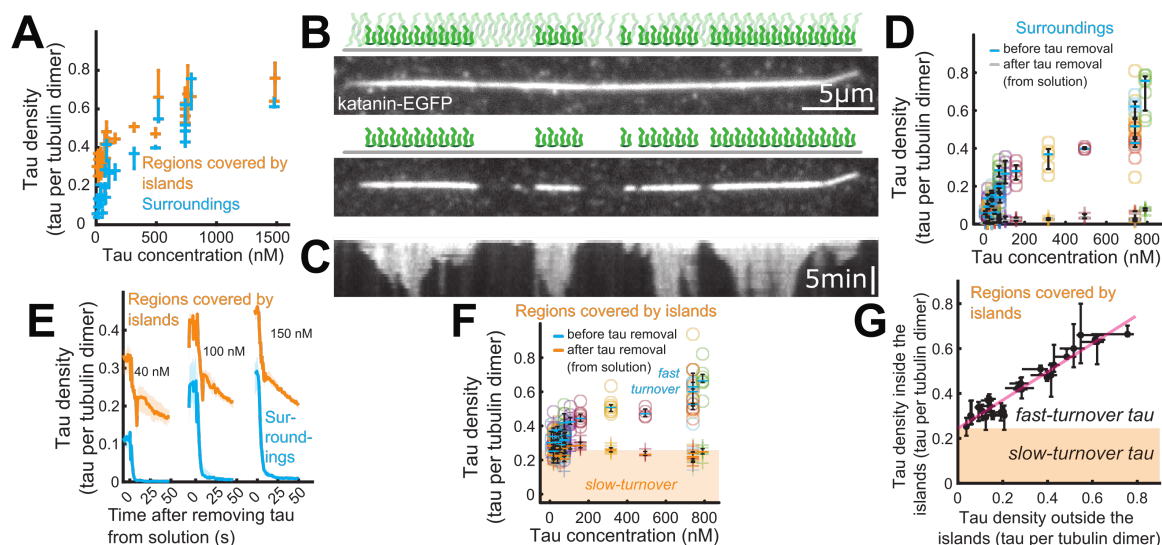 A
Tau density
(tau per tubulin dimer)
0.8
0.6
0.4
0.2
0
Regions covered by
islands
Surroundings
0
500
1000
1500
Tau concentration (nM)
B
katanin-EGFP
5µm
C
5min
D
Surroundings
before tau removal
after tau removal
(from solution)
Tau density
(tau per tubulin dimer)
0.8
0.6
0.4
0.2
0
0
200
400
600
800
Tau concentration (nM)
E
Regions covered by
islands
Tau density
(tau per tubulin dimer)
0.4
0.3
0.2
0.1
0
40 nM
100 nM
150 nM
Sur-
round-
ings
0
25
50
0
25
50
0
25
50
Time after removing tau
from solution (s)
F
Regions covered by islands
before tau removal
after tau removal
(from solution)
fast
turnover
slow-turnover
Tau density
(tau per tubulin dimer)
1
0.8
0.6
0.4
0.2
0
0
200
400
600
800
Tau concentration (nM)
G
Regions covered by
islands
Tau density inside the
islands (tau per tubulin dimer)
0.8
0.6
0.4
0.2
0
fast-turnover tau
slow-turnover tau
0
0.2
0.4
0.6
0.8
Tau density outside the
islands (tau per tubulin dimer)